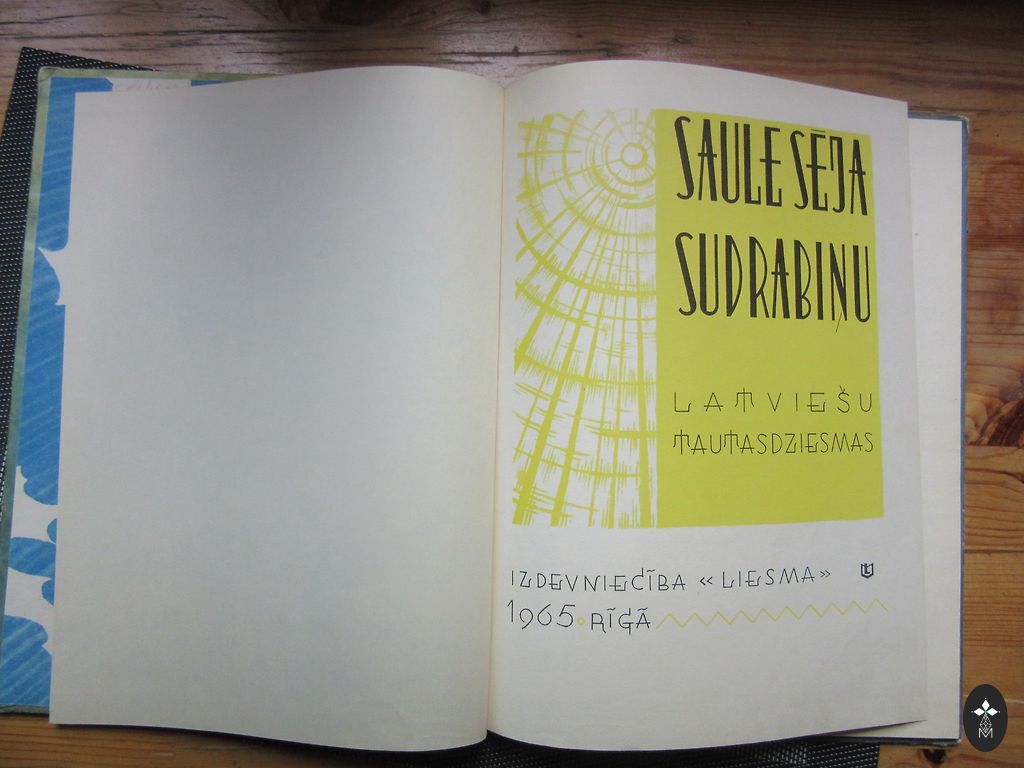 SAULE SĒJA
SUDRABIŅU
LATVIEŠU
TAUTASDZIESMAS
IZDEVNIECĪBA «LIESMA»
1965 RĪGĀ